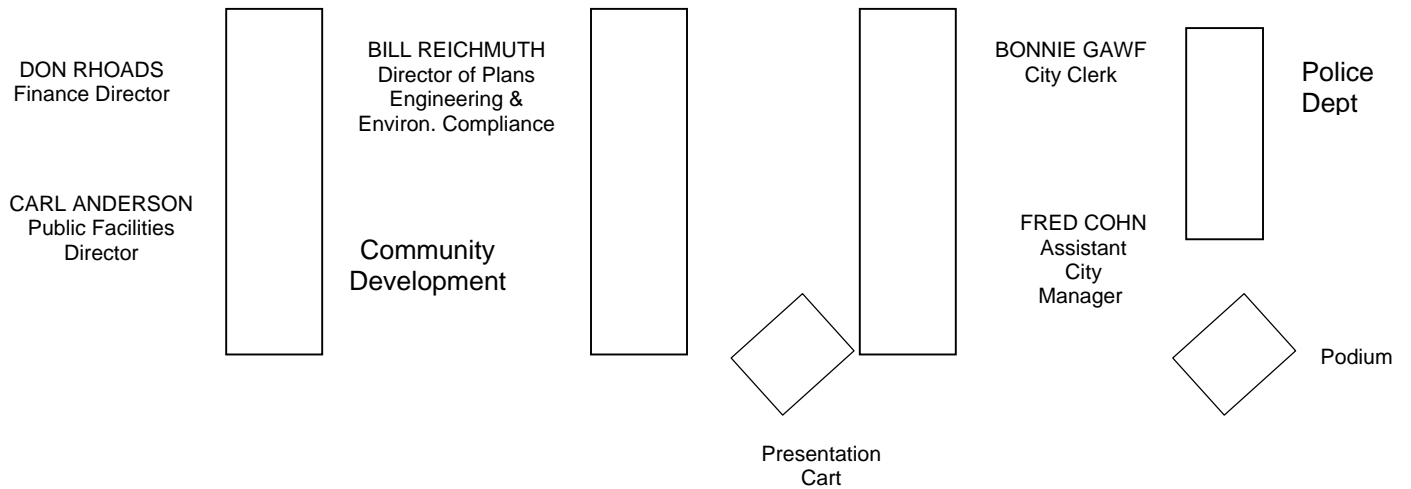 DON RHOADS
Finance Director
CARL ANDERSON
Public Facilities
Director
BILL REICHMUTH
Director of Plans
Engineering &
Environ. Compliance
Community
Development
BONNIE GAWF
City Clerk
FRED COHN
Assistant
City
Manager
Police
Dept
Podium
Presentation
Cart